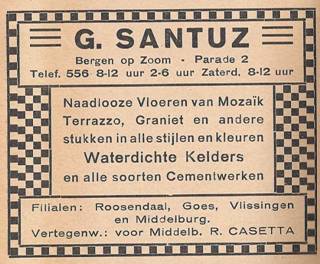 G. SANTUZ
Bergen op Zoom - Parade 2
Telef. 556 8-12 uur 2-6 uur Zaterd. 8-12 uur
Naadlooze Vloeren van Mozaïk
Terrazzo, Graniet en andere
stukken in alle stijlen en kleuren
Waterdichte Kelders
en alle soorten Cementwerken
Filialen: Roosendaal, Goes, Vlissingen
en Middelburg.
Vertegenw.: voor Middelb. R. CASETTA